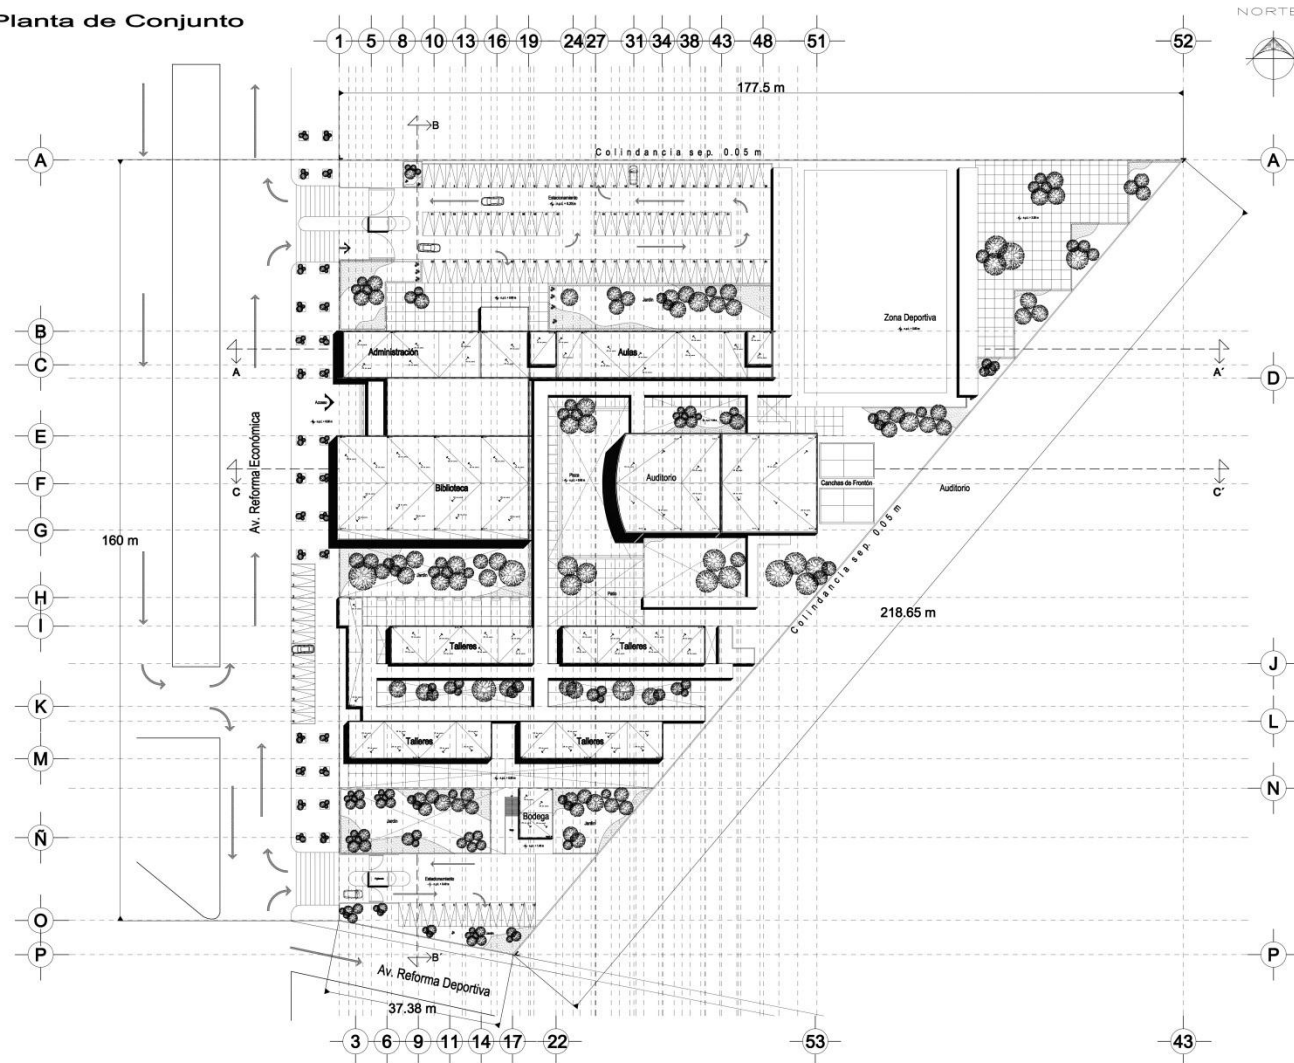 NORTE
Planta de Conjunto
1 5 8 10 13 16 19 24 27 31 34 38 43 48 51 52
177.5 m
B
Colindancia sep. 0.05 m
A A
Estacionamiento
Jardín
Zona Deportiva
B
C D
Administración Aulas
A A´
Acceso
Av. Reforma Económica
E
F
G
Biblioteca
Plaza
Auditorio
Canchas de Frontón
Auditorio
C C´
160 m
Colindancia sep. 0.05 m
Jardín
Patio
218.65 m
H
I
J
Talleres Talleres
K
L
M
N
Talleres Talleres
Jardín
Bodega
Jardín
Ñ
Estacionamiento
O
P P
B´
Av. Reforma Deportiva
37.38 m
3 6 9 11 14 17 22 53 43